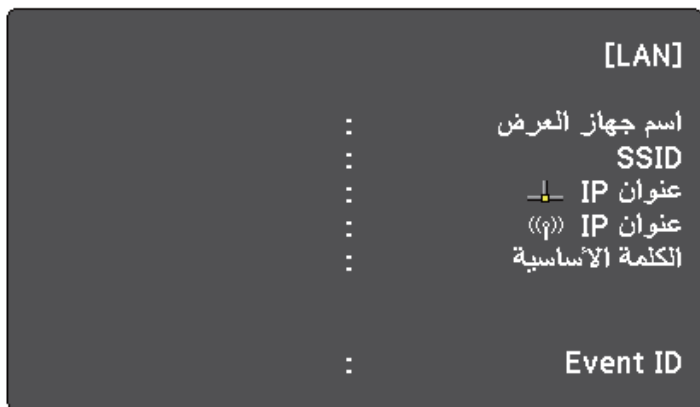 [LAN]
اسم جهاز العرض :
SSID :
عنوان IP :
عنوان IP :
الكلمة الأساسية :
Event ID :